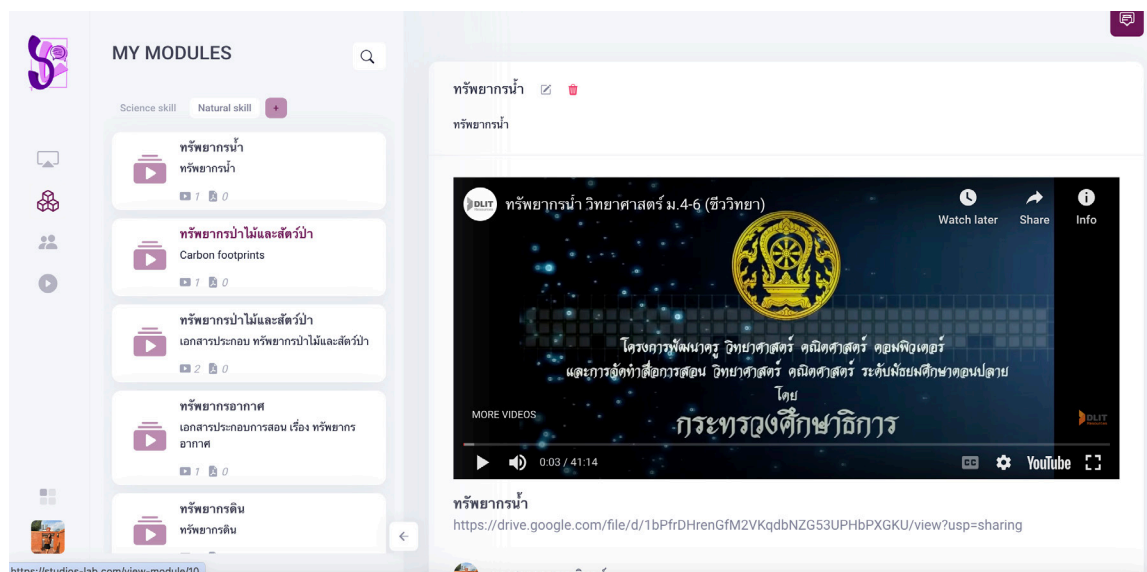 MY MODULES
Science skill
Natural skill
+
ทรัพยากรน้ำ
ทรัพยากรน้ำ
1 0
ทรัพยากรป่าไม้และสัตว์ป่า
Carbon footprints
1 0
ทรัพยากรป่าไม้และสัตว์ป่า
เอกสารประกอบ ทรัพยากรป่าไม้และสัตว์ป่า
2 0
ทรัพยากรอากาศ
เอกสารประกอบการสอน เรื่อง ทรัพยากร
อากาศ
1 0
ทรัพยากรดิน
ทรัพยากรดิน
https://studios-lab.com/view-module/10
ทรัพยากรน้ำ
ทรัพยากรน้ำ
DLIT
ทรัพยากรน้ำ วิทยาศาสตร์ ม.4-6 (ชีววิทยา)
Watch later
Share
Info
โครงการพัฒนาครู วิทยาศาสตร์ คณิตศาสตร์ คอมพิวเตอร์
และการจัดทำสื่อการสอน วิทยาศาสตร์ คณิตศาสตร์ ระดับมัธยมศึกษาตอนปลาย
โดย
กระทรวงศึกษาธิการ
MORE VIDEOS
DLIT
0:03 / 41:14
CC
YouTube
ทรัพยากรน้ำ
https://drive.google.com/file/d/1bPfrDHrenGfM2VKqdbNZG53UPHbPXGKU/view?usp=sharing